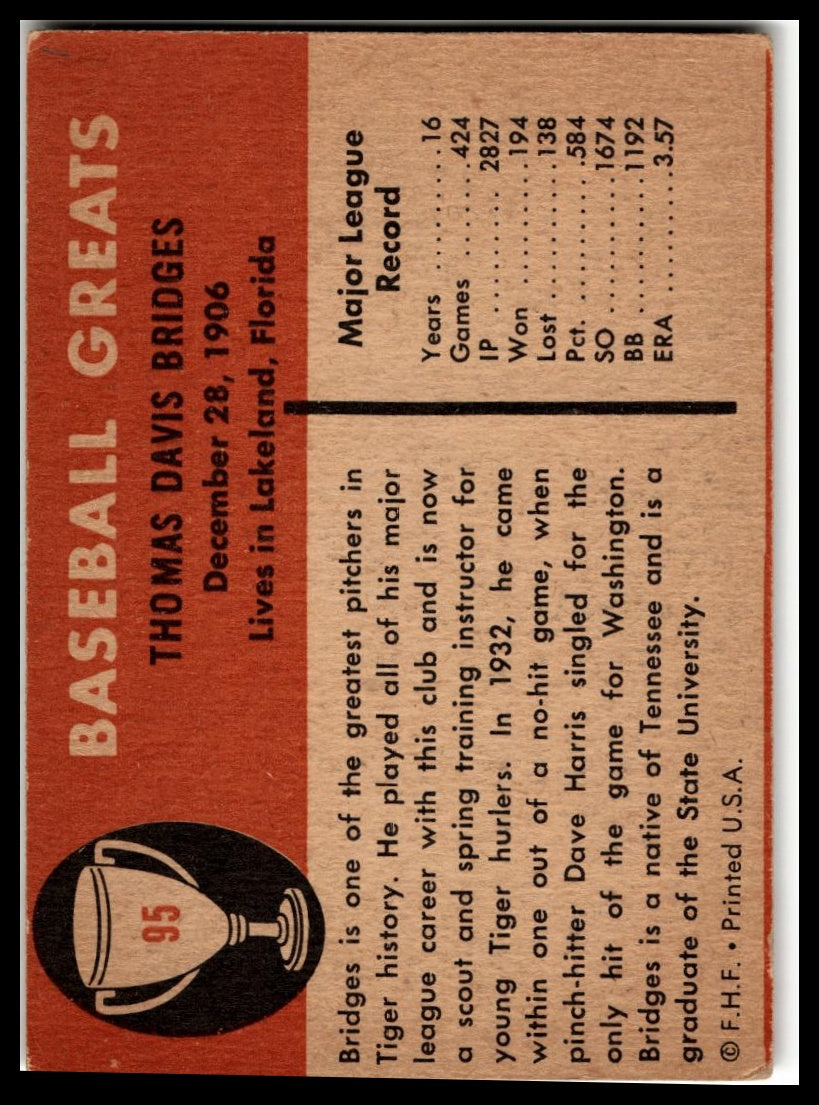 95
BASEBALL GREATS
THOMAS DAVIS BRIDGES
December 28, 1906
Lives in Lakeland, Florida
Bridges is one of the greatest pitchers in
Tiger history. He played all of his major
league career with this club and is now
a scout and spring training instructor for
young Tiger hurlers. In 1932, he came
within one out of a no-hit game, when
pinch-hitter Dave Harris singled for the
only hit of the game for Washington.
Bridges is a native of Tennessee and is a
graduate of the State University.
© F.H.F. • Printed U.S.A.
Major League
Record
Years .........16
Games .......424
IP ......... 2827
Won .........194
Lost ..........138
Pct. .........584
SO ..........1674
BB ..........1192
ERA .........3.57